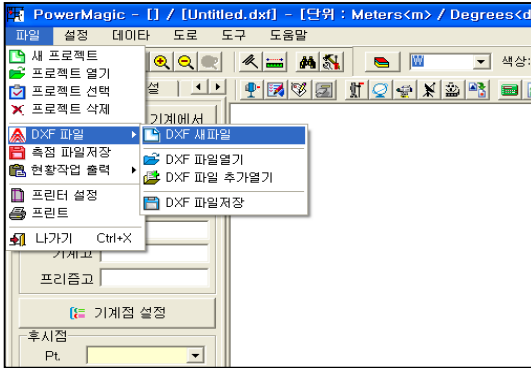 PowerMagic - [] / [Untitled.dxf] - [단위 : Meters<m> / Degrees<d
파일 설정 데이타 도로 도구 도움말
새 프로젝트
프로젝트 열기
색상:
프로젝트 선택
설
프로젝트 삭제
기계에서
DXF 파일
DXF 새파일
측점 파일저장
현황작업 출력
DXF 파일열기
DXF 파일 추가열기
프린터 설정
DXF 파일저장
프린트
나가기 Ctrl+X
기계고
프리즘고
기계점 설정
후시점
Pt.